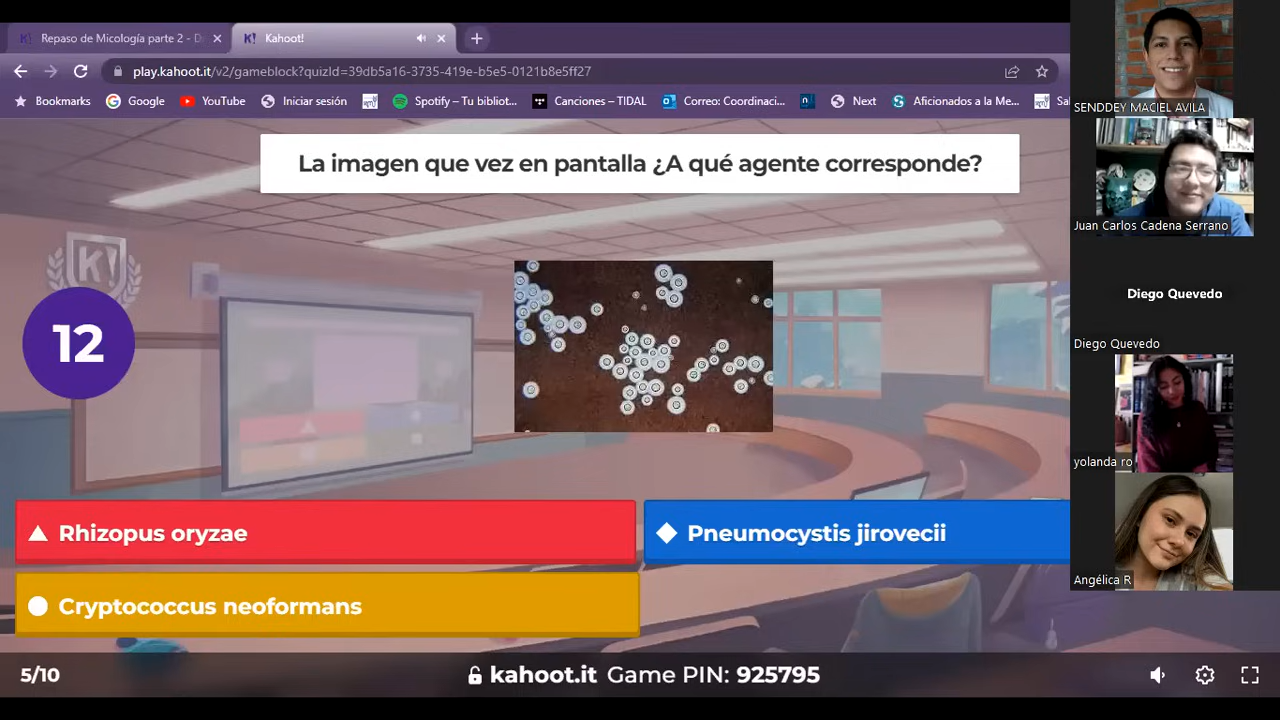 Repaso de Micología parte 2 - D
Kahoot!
play.kahoot.it/v2/gameblock?quizId=39db5a16-3735-419e-b5e5-0121b8e5ff27
Bookmarks Google YouTube Iniciar sesión Spotify – Tu bibliot... Canciones – TIDAL Correo: Coordinaci... Next Aficionados a la Me... Sal
La imagen que vez en pantalla ¿A qué agente corresponde?
K!
12
Rhizopus oryzae
Pneumocystis jirovecii
Cryptococcus neoformans
5/10
kahoot.it Game PIN: 925795
SENDDEY MACIEL AVILA
Juan Carlos Cadena Serrano
Diego Quevedo
Diego Quevedo
yolanda ro
Angélica R